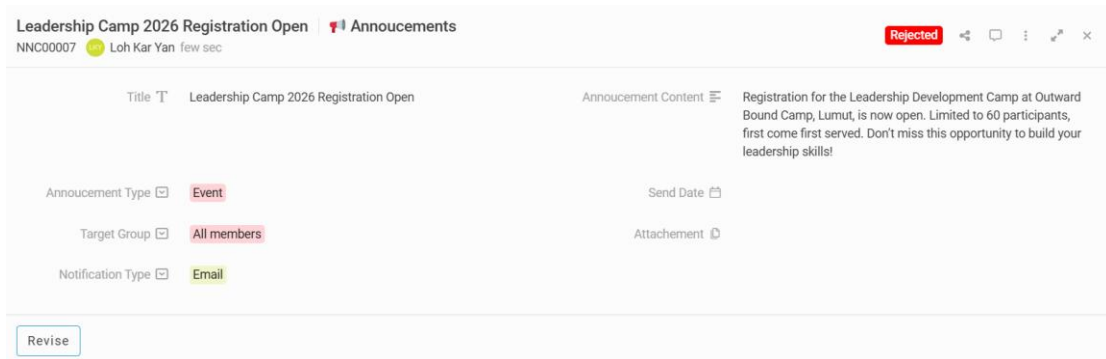 Leadership Camp 2026 Registration Open Annoucements
NNC00007 Loh Kar Yan few sec
Rejected
Title Leadership Camp 2026 Registration Open
Annoucement Content Registration for the Leadership Development Camp at Outward
Bound Camp, Lumut, is now open. Limited to 60 participants,
first come first served. Don't miss this opportunity to build your
leadership skills!
Annoucement Type Event
Send Date
Target Group All members
Attachement
Notification Type Email
Revise